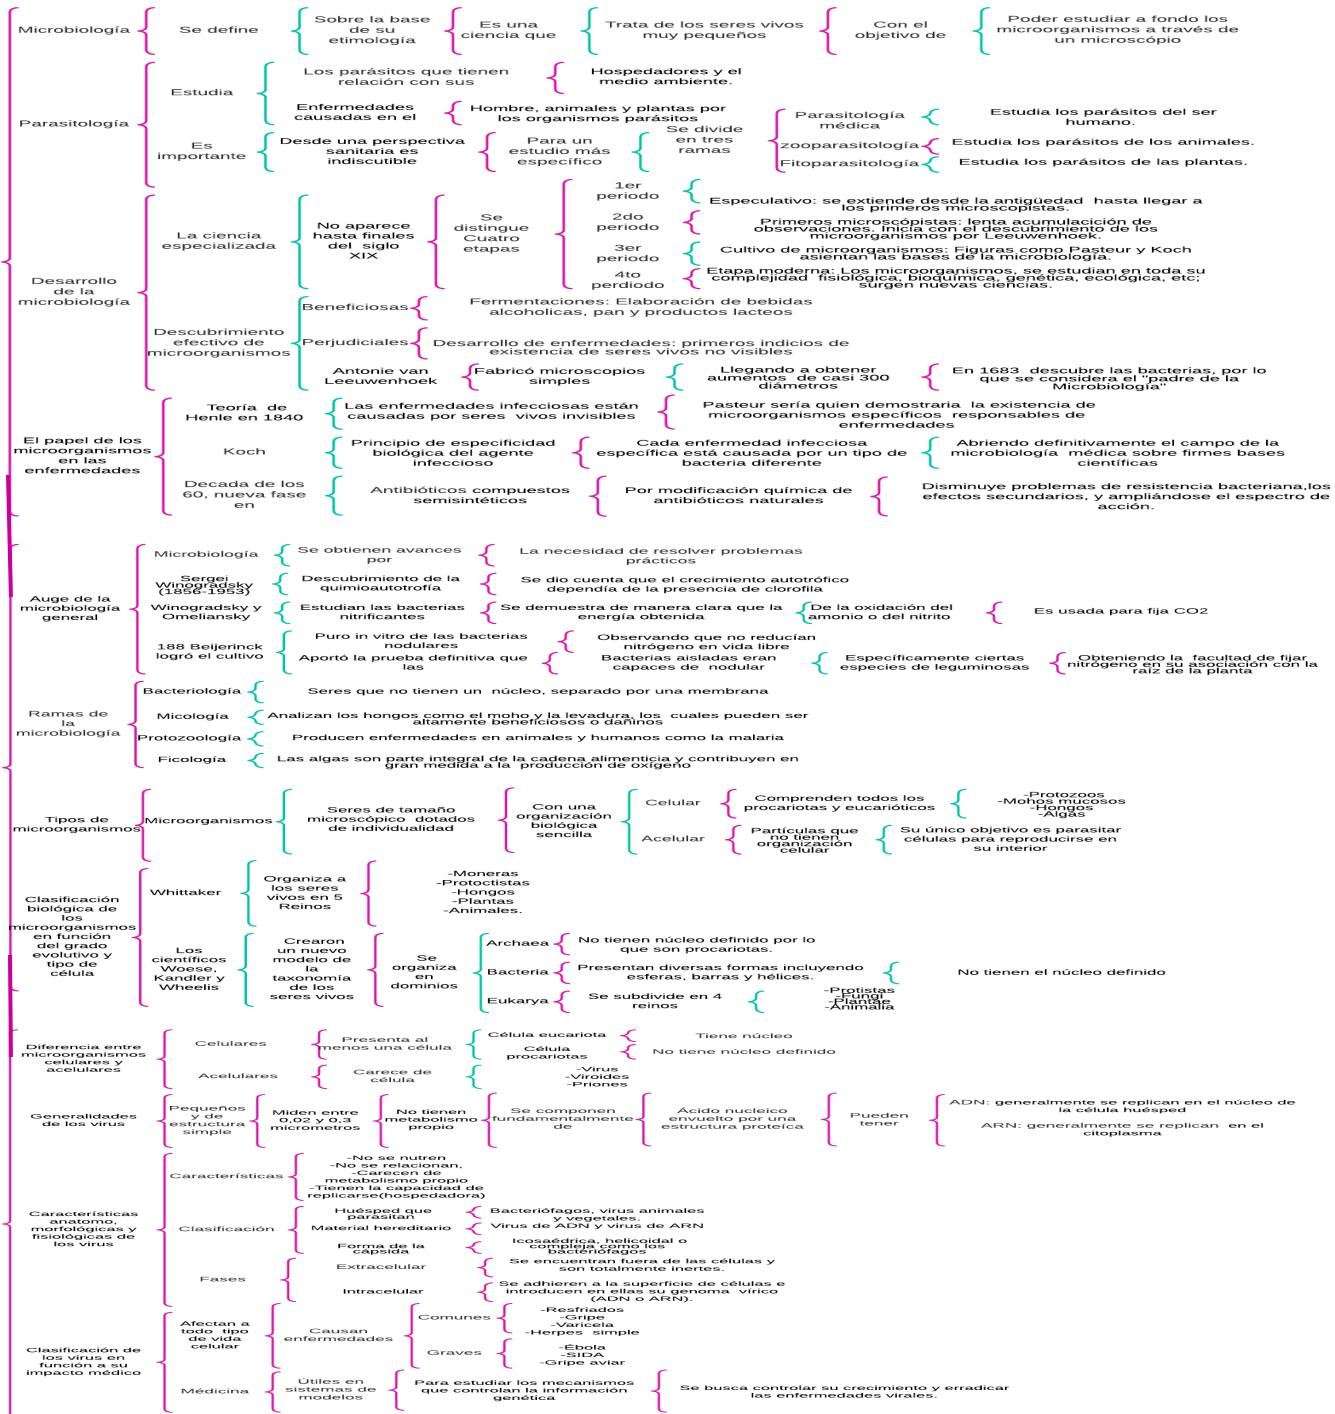 Microbiología
Se define
Sobre la base
de su
etimología
Es una
ciencia que
Trata de los seres vivos
muy pequeños
Con el
objetivo de
Poder estudiar a fondo los
microorganismos a través de
un microscópio
Parasitología
Estudia
Los parásitos que tienen
relación con sus
Hospedadores y el
medio ambiente.
Enfermedades
causadas en el
Hombre, animales y plantas por
los organismos parásitos
Es
importante
Desde una perspectiva
sanitaria es
indiscutible
Para un
estudio más
específico
Se divide
en tres
ramas
Parasitología
médica
Estudia los parásitos del ser
humano.
zooparasitología
Estudia los parásitos de los animales.
Fitoparasitología
Estudia los parásitos de las plantas.
Desarrollo
de la
microbiología
La ciencia
especializada
No aparece
hasta finales
del siglo
XIX
Se
distingue
Cuatro
etapas
1er
periodo
Especulativo: se extiende desde la antigüedad hasta llegar a
los primeros microscopistas.
2do
periodo
Primeros microscópistas: lenta acumulacición de
observaciones. Inicia con el descubrimiento de los
microorganismos por Leeuwenhoek.
3er
periodo
Cultivo de microorganismos: Figuras como Pasteur y Koch
asientan las bases de la microbiología.
4to
perdiodo
Etapa moderna: Los microorganismos, se estudian en toda su
complejidad fisiológica, bioquímica, genética, ecológica, etc;
surgen nuevas ciencias.
Descubrimiento
efectivo de
microorganismos
Beneficiosas
Fermentaciones: Elaboración de bebidas
alcoholicas, pan y productos lacteos
Perjudiciales
Desarrollo de enfermedades: primeros indicios de
existencia de seres vivos no visibles
Antonie van
Leeuwenhoek
Fabricó microscopios
simples
Llegando a obtener
aumentos de casi 300
diámetros
En 1683 descubre las bacterias, por lo
que se considera el "padre de la
Microbiología"
El papel de los
microorganismos
en las
enfermedades
Teoría de
Henle en 1840
Las enfermedades infecciosas están
causadas por seres vivos invisibles
Pasteur sería quien demostraria la existencia de
microorganismos específicos responsables de
enfermedades
Koch
Principio de especificidad
biológica del agente
infeccioso
Cada enfermedad infecciosa
específica está causada por un tipo de
bacteria diferente
Abriendo definitivamente el campo de la
microbiología médica sobre firmes bases
científicas
Decada de los
60, nueva fase
en
Antibióticos compuestos
semisintéticos
Por modificación química de
antibióticos naturales
Disminuye problemas de resistencia bacteriana,los
efectos secundarios, y ampliándose el espectro de
acción.
Auge de la
microbiología
general
Microbiología
Se obtienen avances
por
La necesidad de resolver problemas
prácticos
Sergei
Winogradsky
(1856-1953)
Descubrimiento de la
quimioautotrofía
Se dio cuenta que el crecimiento autotrófico
dependía de la presencia de clorofila
Winogradsky y
Omeliansky
Estudian las bacterias
nitrificantes
Se demuestra de manera clara que la
energía obtenida
De la oxidación del
amonio o del nitrito
Es usada para fija CO2
188 Beijerinck
logró el cultivo
Puro in vitro de las bacterias
nodulares
Observando que no reducían
nitrógeno en vida libre
Aportó la prueba definitiva que
las
Bacterias aisladas eran
capaces de nodular
Específicamente ciertas
especies de leguminosas
Obteniendo la facultad de fijar
nitrógeno en su asociación con la
raíz de la planta
Ramas de
la
microbiología
Bacteriología
Seres que no tienen un núcleo, separado por una membrana
Micología
Analizan los hongos como el moho y la levadura, los cuales pueden ser
altamente beneficiosos o dañinos
Protozoología
Producen enfermedades en animales y humanos como la malaria
Ficología
Las algas son parte integral de la cadena alimenticia y contribuyen en
gran medida a la producción de oxígeno
Tipos de
microorganismos
Microorganismos
Seres de tamaño
microscópico dotados
de individualidad
Con una
organización
biológica
sencilla
Celular
Comprenden todos los
procariotas y eucarióticos
-Protozoos
-Mohos mucosos
-Hongos
-Algas
Acelular
Partículas que
no tienen
organización
celular
Su único objetivo es parasitar
células para reproducirse en
su interior
Clasificación
biológica de
los
microorganismos
en función
del grado
evolutivo y
tipo de
célula
Whittaker
Organiza a
los seres
vivos en 5
Reinos
-Moneras
-Protoctistas
-Hongos
-Plantas
-Animales.
Los
científicos
Woese,
Kandler y
Wheelis
Crearon
un nuevo
modelo de
la
taxonomía
de los
seres vivos
Se
organiza
en
dominios
Archaea
No tienen núcleo definido por lo
que son procariotas.
Bacteria
Presentan diversas formas incluyendo
esferas, barras y hélices.
No tienen el núcleo definido
Eukarya
Se subdivide en 4
reinos
-Protistas
-Fungi
-Plantae
-Animalia
Diferencia entre
microorganismos
celulares y
acelulares
Celulares
Presenta al
menos una célula
Célula eucariota
Tiene núcleo
Célula
procariotas
No tiene núcleo definido
Acelulares
Carece de
célula
-Virus
-Viroides
-Priones
Generalidades
de los virus
Pequeños
y de
estructura
simple
Miden entre
0,02 y 0,3
micrometros
No tienen
metabolismo
propio
Se componen
fundamentalmente
de
Ácido nucleico
envuelto por una
estructura proteíca
Pueden
tener
ADN: generalmente se replican en el núcleo de
la célula huésped
ARN: generalmente se replican en el
citoplasma
Características
anatomo,
morfológicas y
fisiológicas de
los virus
Características
-No se nutren
-No se relacionan,
-Carecen de
metabolismo propio
-Tienen la capacidad de
replicarse(hospedadora)
Clasificación
Huésped que
parasitan
Bacteriófagos, virus animales
y vegetales.
Material hereditario
Virus de ADN y virus de ARN
Forma de la
cápsida
Icosaédrica, helicoidal o
compleja como los
bacteriófagos
Fases
Extracelular
Se encuentran fuera de las células y
son totalmente inertes.
Intracelular
Se adhieren a la superficie de células e
introducen en ellas su genoma vírico
(ADN o ARN).
Clasificación de
los virus en
función a su
impacto médico
Afectan a
todo tipo
de vida
celular
Causan
enfermedades
Comunes
-Resfriados
-Gripe
-Varicela
-Herpes simple
Graves
-Ébola
-SIDA
-Gripe aviar
Médicina
Útiles en
sistemas de
modelos
Para estudiar los mecanismos
que controlan la información
genética
Se busca controlar su crecimiento y erradicar
las enfermedades virales.